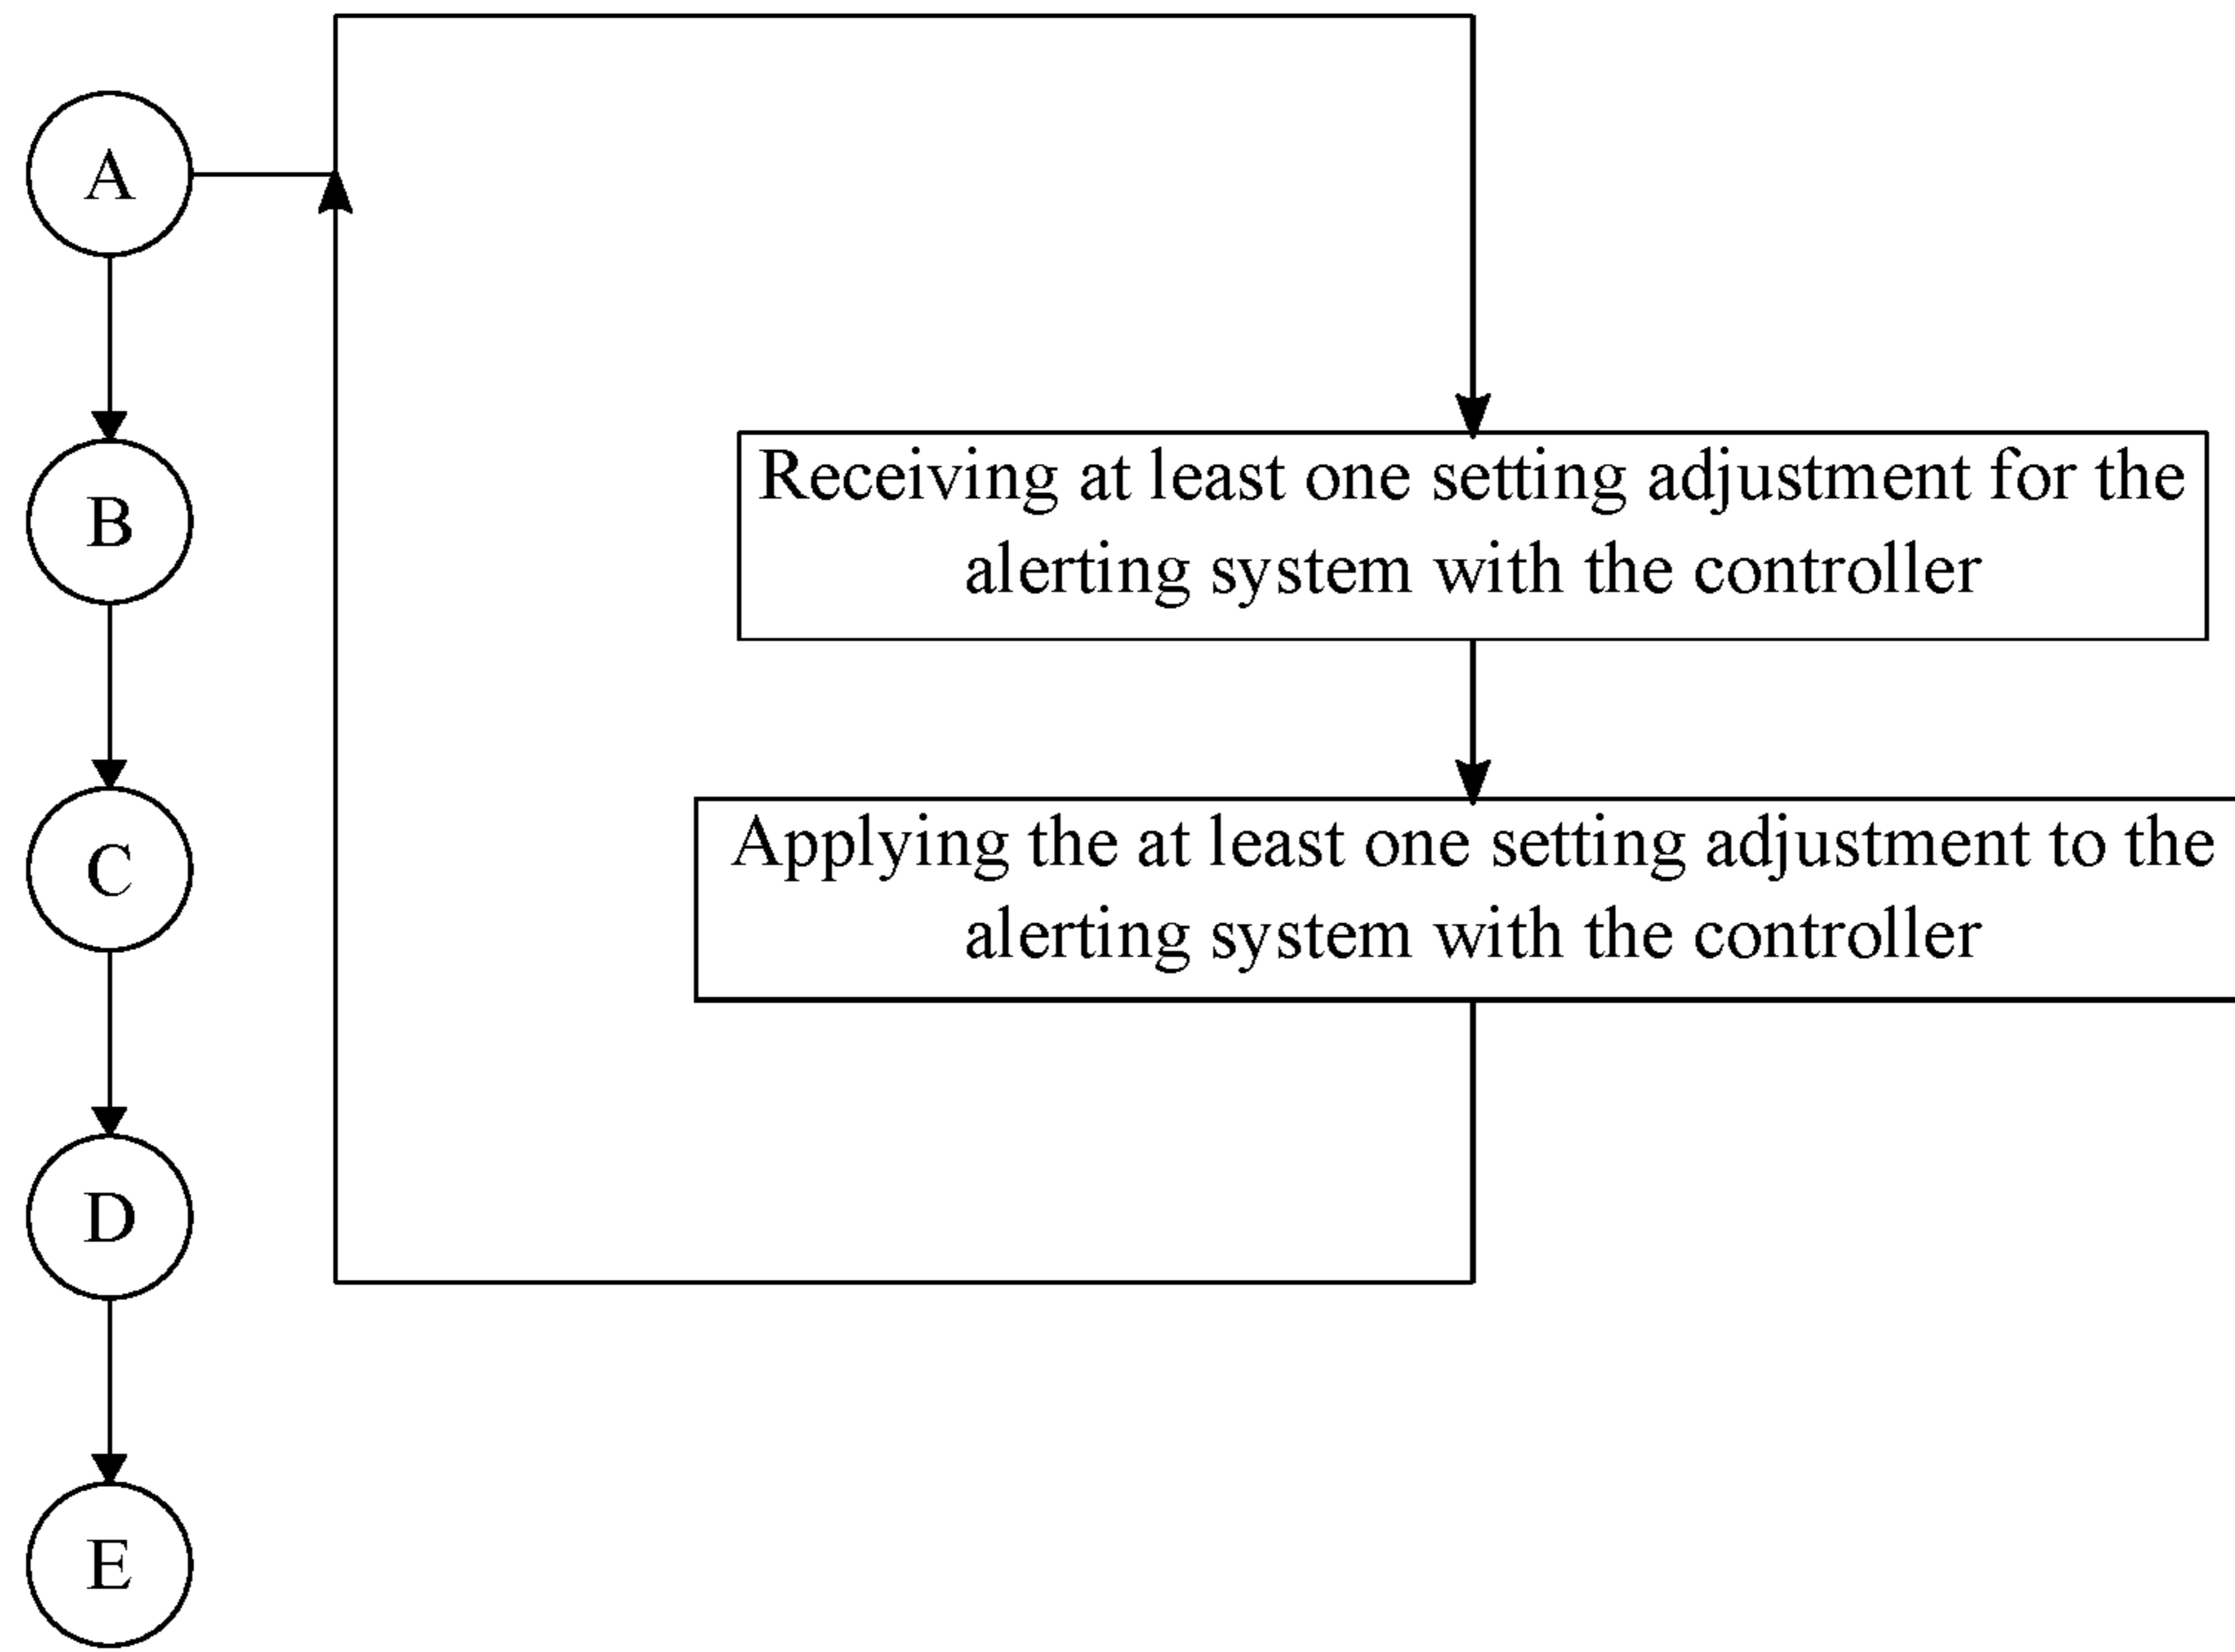 A
B
C
D
E
Receiving at least one setting adjustment for the
alerting system with the controller
Applying the at least one setting adjustment to the
alerting system with the controller